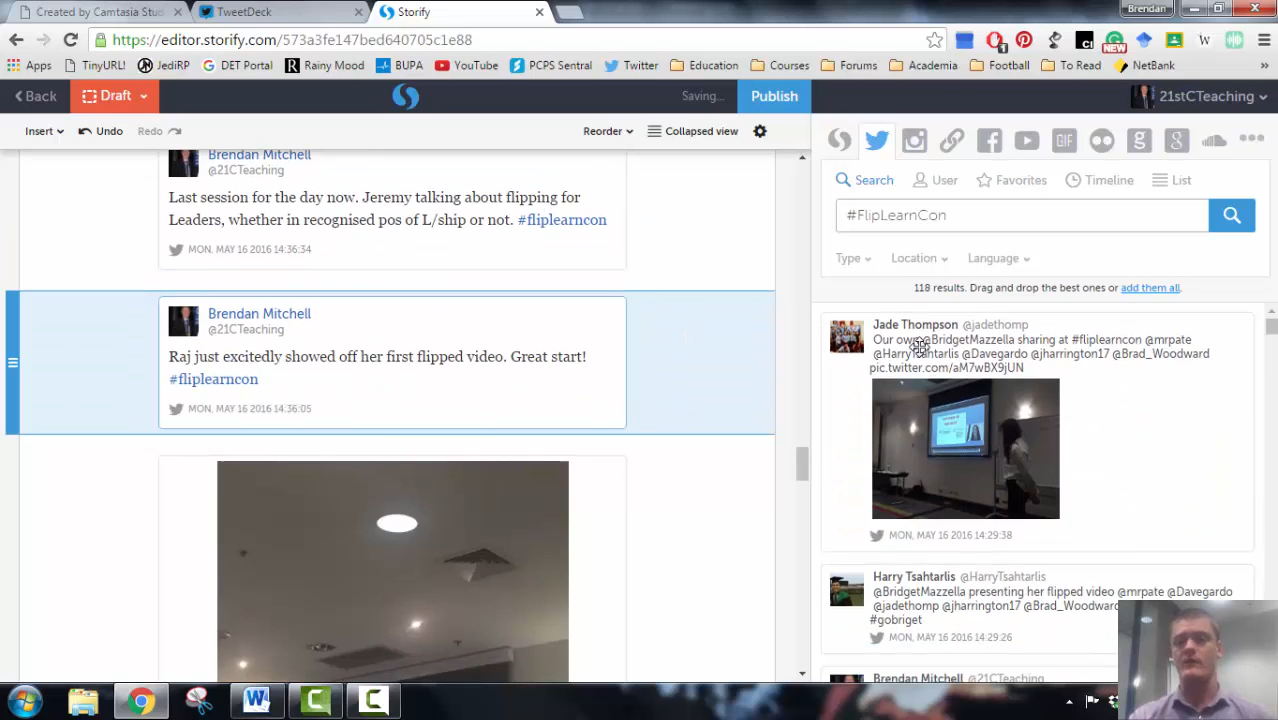 Created by Camtasia Stud
TweetDeck
Storify
Brendan
https://editor.storify.com/573a3fe147bed640705c1e88
Apps
TinyURL!
JediRP
DET Portal
Rainy Mood
BUPA
YouTube
PCPS Sentral
Twitter
Education
Courses
Forums
Academia
Football
To Read
NetBank
Back
Draft
Saving...
Publish
21stCTeaching
Insert
Undo
Redo
Reorder
Collapsed view
Brendan Mitchell
@21CTeaching
Last session for the day now. Jeremy talking about flipping for
Leaders, whether in recognised pos of L/ship or not. #fliplearncon
MON, MAY 16 2016 14:36:34
Brendan Mitchell
@21CTeaching
Raj just excitedly showed off her first flipped video. Great start!
#fliplearncon
MON, MAY 16 2016 14:36:05
GIF
Search
User
Favorites
Timeline
List
#FlipLearnCon
Type
Location
Language
118 results. Drag and drop the best ones or add them all.
Jade Thompson @jadethomp
Our own @BridgetMazzella sharing at #fliplearncon @mrpate
@HarryTsahtarlis @Davegardo @jharrington17 @Brad_Woodward
pic.twitter.com/aM7wBX9jUN
MON, MAY 16 2016 14:29:38
Harry Tsahtarlis @HarryTsahtarlis
@BridgetMazzella presenting her flipped video @mrpate @Davegardo
@jadethomp @jharrington17 @Brad_Woodward
#gobriget
MON, MAY 16 2016 14:29:26
Brendan Mitchell @21CTeaching